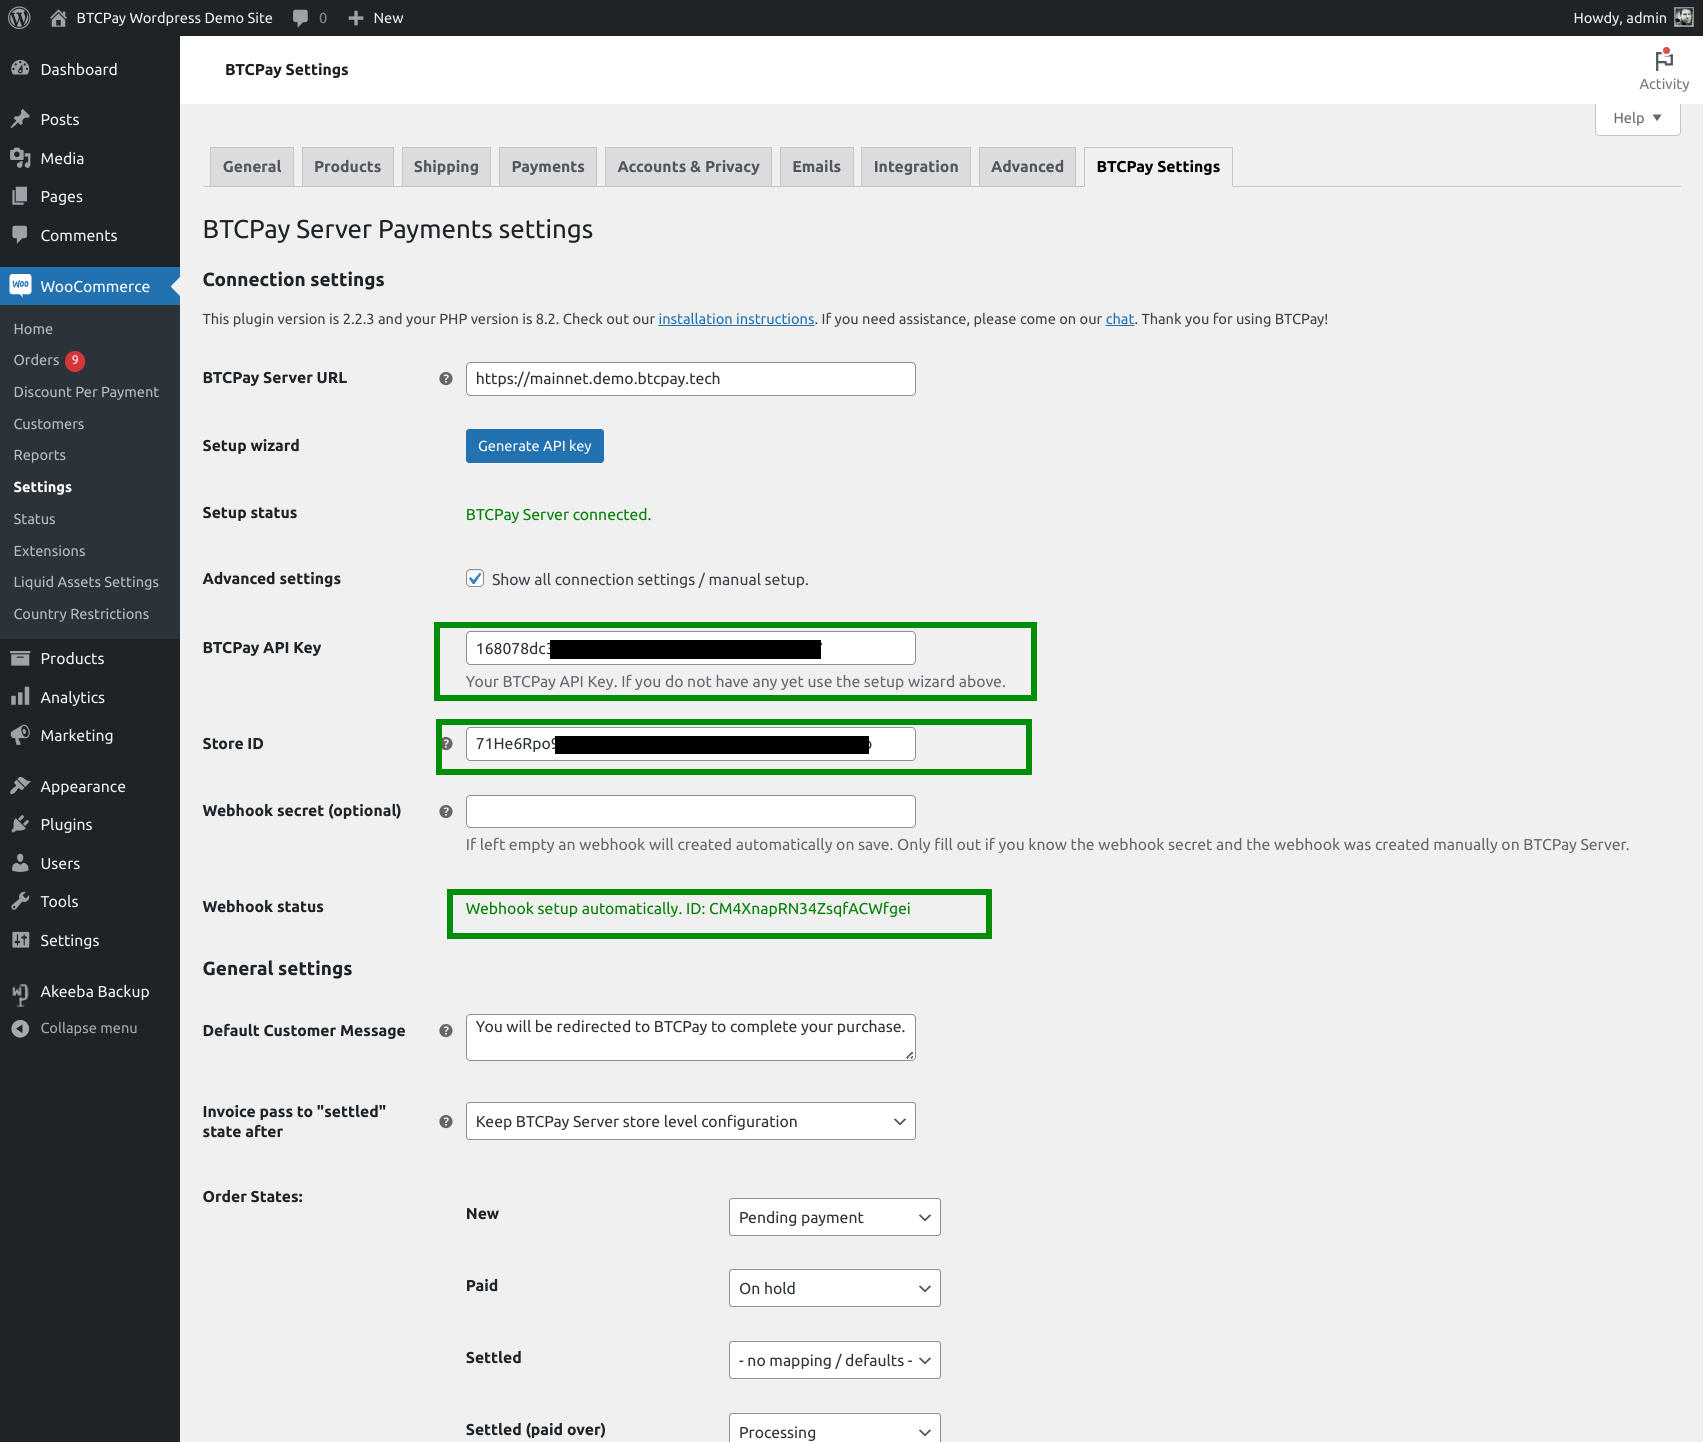 BTCPay Wordpress Demo Site 0 New Howdy, admin
Dashboard
Posts
Media
Pages
Comments
WooCommerce
Home
Orders 9
Discount Per Payment
Customers
Reports
Settings
Status
Extensions
Liquid Assets Settings
Country Restrictions
Products
Analytics
Marketing
Appearance
Plugins
Users
Tools
Settings
Akeeba Backup
Collapse menu
BTCPay Settings
Activity
Help
General Products Shipping Payments Accounts & Privacy Emails Integration Advanced BTCPay Settings
BTCPay Server Payments settings
Connection settings
This plugin version is 2.2.3 and your PHP version is 8.2. Check out our installation instructions. If you need assistance, please come on our chat. Thank you for using BTCPay!
BTCPay Server URL https://mainnet.demo.btcpay.tech
Setup wizard Generate API key
Setup status BTCPay Server connected.
Advanced settings Show all connection settings / manual setup.
BTCPay API Key 168078dc
Your BTCPay API Key. If you do not have any yet use the setup wizard above.
Store ID 71He6Rpo
Webhook secret (optional)
If left empty an webhook will created automatically on save. Only fill out if you know the webhook secret and the webhook was created manually on BTCPay Server.
Webhook status Webhook setup automatically. ID: CM4XnapRN34ZsqfACWfgei
General settings
Default Customer Message You will be redirected to BTCPay to complete your purchase.
Invoice pass to "settled"
state after Keep BTCPay Server store level configuration
Order States:
New Pending payment
Paid On hold
Settled - no mapping / defaults -
Settled (paid over) Processing